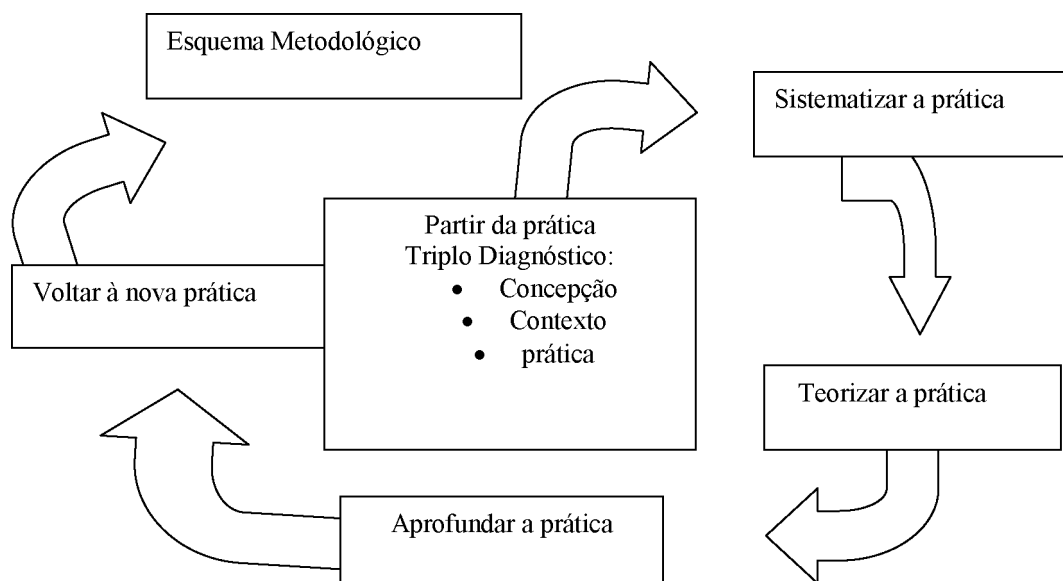 Esquema Metodológico
Sistematizar a prática
Partir da prática
Triplo Diagnóstico:
• Concepção
• Contexto
• prática
Voltar à nova prática
Teorizar a prática
Aprofundar a prática